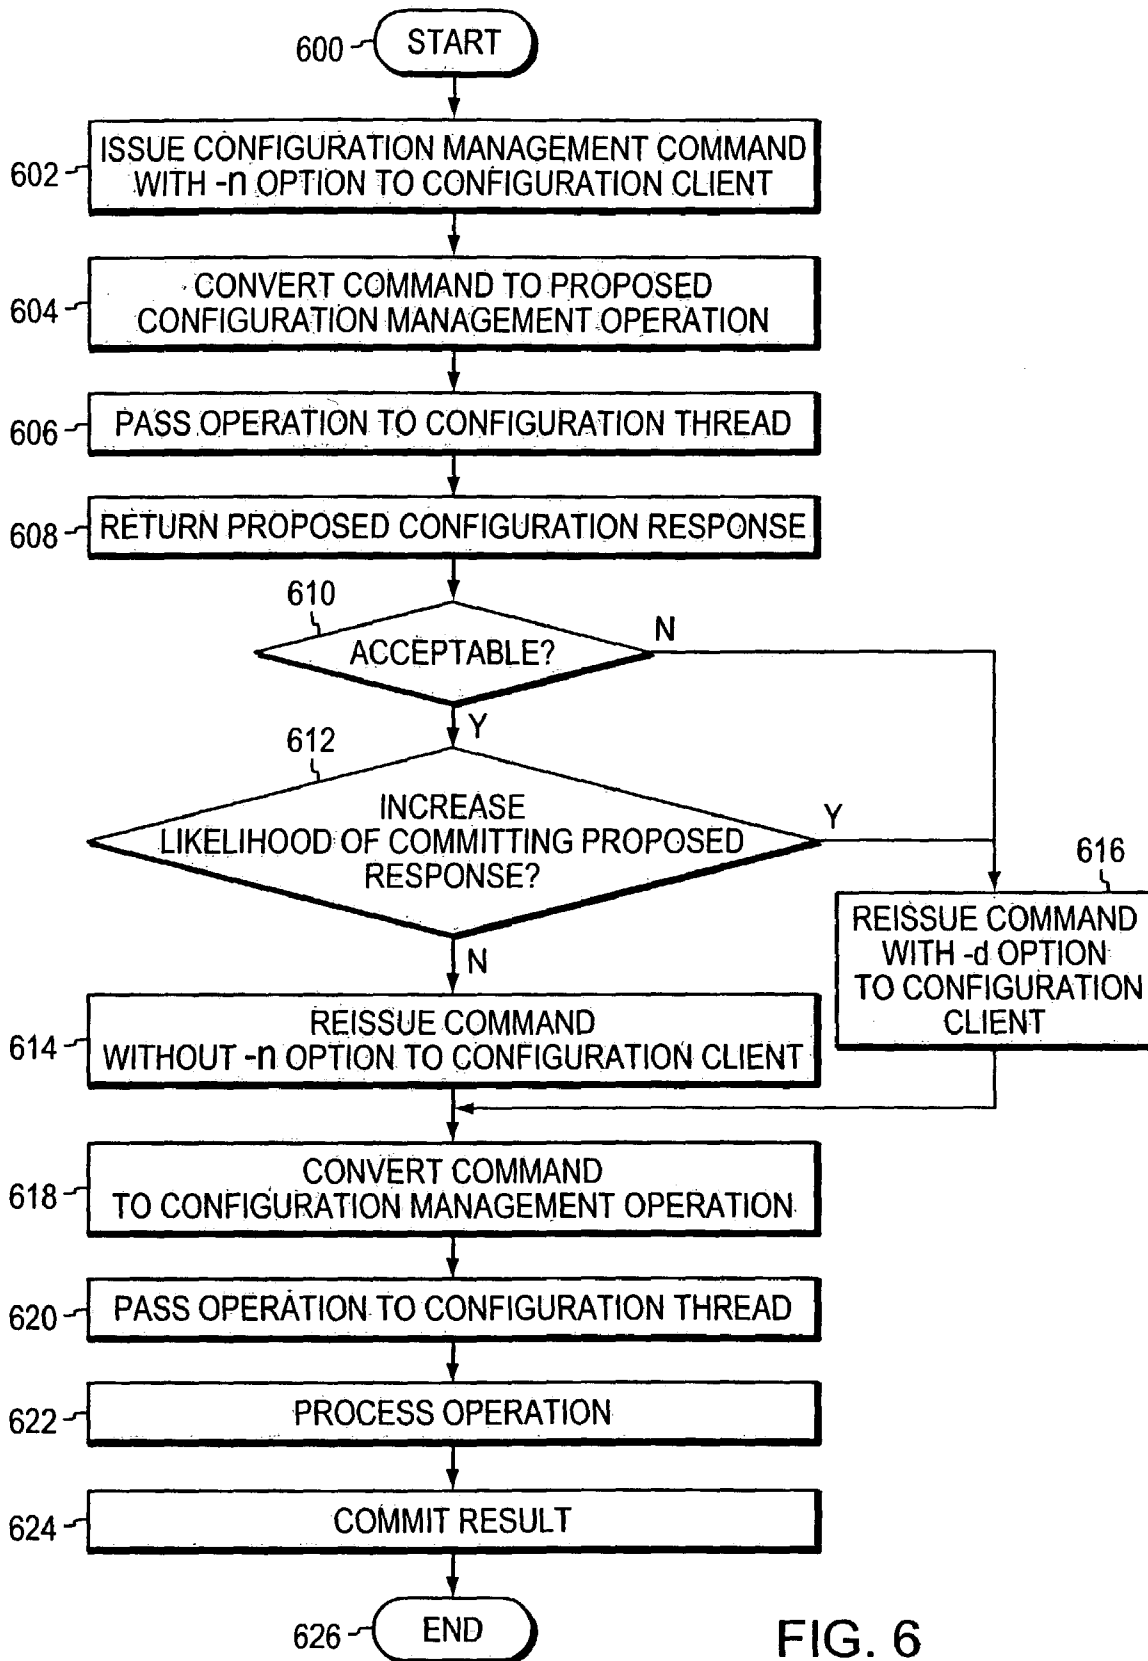 600
START
602
ISSUE CONFIGURATION MANAGEMENT COMMAND
WITH -n OPTION TO CONFIGURATION CLIENT
604
CONVERT COMMAND TO PROPOSED
CONFIGURATION MANAGEMENT OPERATION
606
PASS OPERATION TO CONFIGURATION THREAD
608
RETURN PROPOSED CONFIGURATION RESPONSE
610
ACCEPTABLE?
N
Y
612
INCREASE
LIKELIHOOD OF COMMITTING PROPOSED
RESPONSE?
Y
N
616
REISSUE COMMAND
WITH -d OPTION
TO CONFIGURATION
CLIENT
614
REISSUE COMMAND
WITHOUT -n OPTION TO CONFIGURATION CLIENT
618
CONVERT COMMAND
TO CONFIGURATION MANAGEMENT OPERATION
620
PASS OPERATION TO CONFIGURATION THREAD
622
PROCESS OPERATION
624
COMMIT RESULT
626
END
FIG. 6